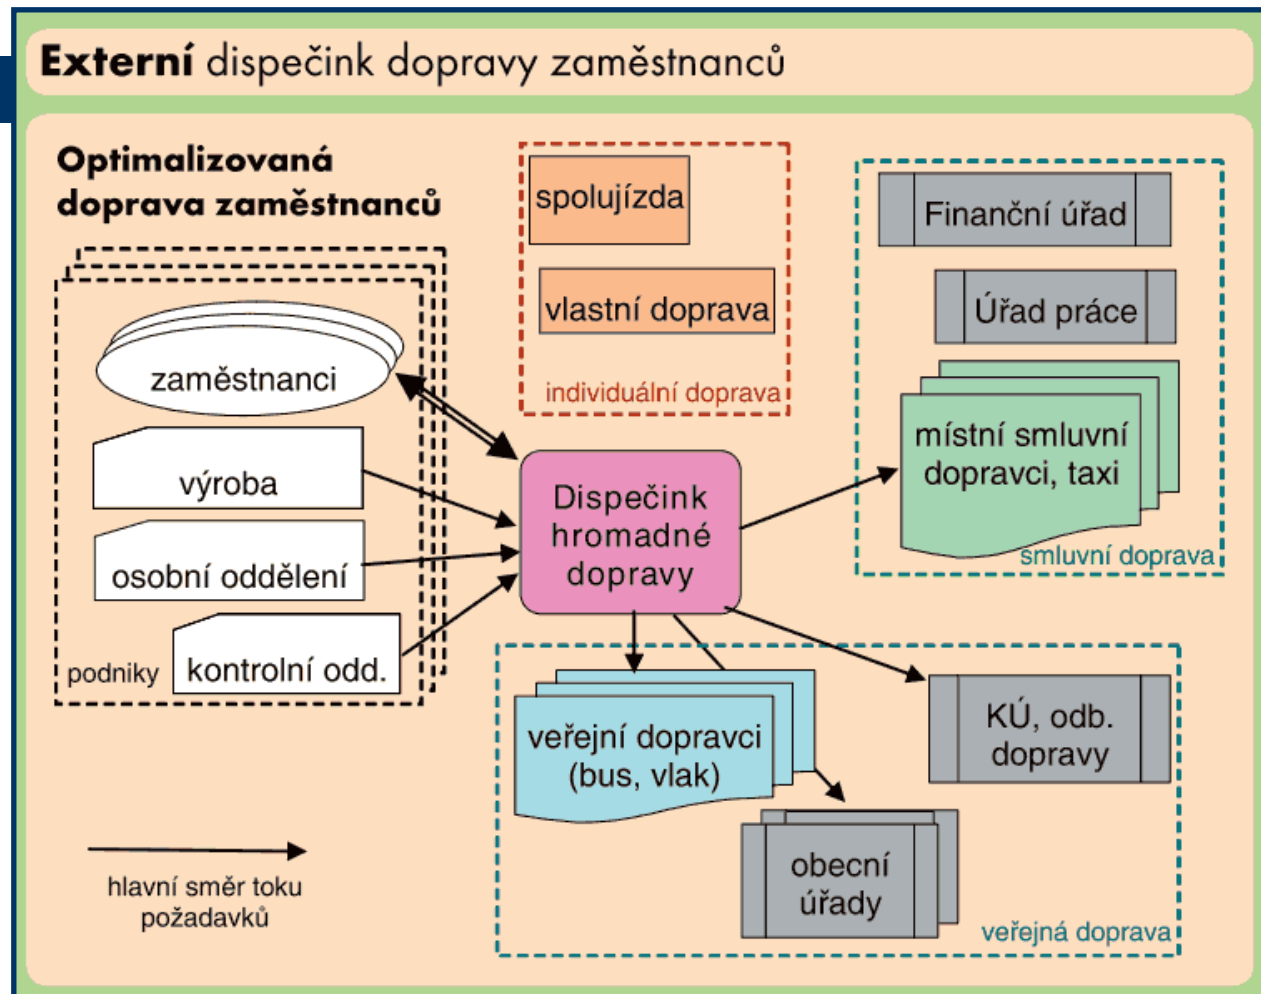 Externí dispečink dopravy zaměstnanců
Optimalizovaná
doprava zaměstnanců
zaměstnanci
výroba
osobní oddělení
kontrolní odd.
podniky
spolujízda
vlastní doprava
individuální doprava
Finanční úřad
Úřad práce
místní smluvní
dopravci, taxi
smluvní doprava
Dispečink
hromadné
dopravy
veřejní dopravci
(bus, vlak)
KÚ, odb.
dopravy
obecní
úřady
veřejná doprava
hlavní směr toku
požadavků